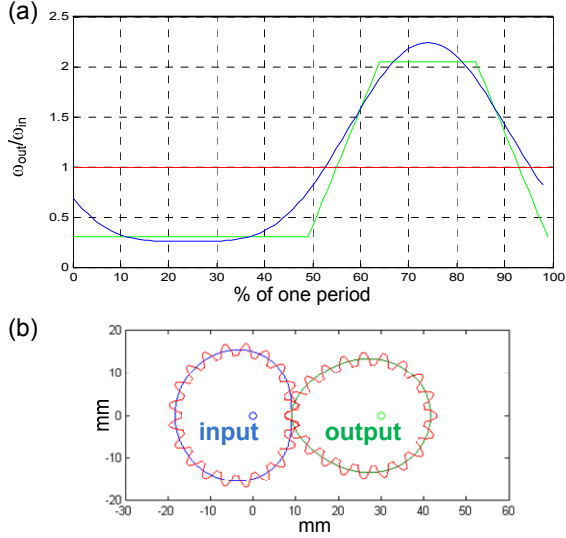 (a)
2.5
2
1.5
1
0.5
0
ω_out/ω_in
0 10 20 30 40 50 60 70 80 90 100
% of one period
(b)
20
10
0
-10
-20
mm
input output
-30 -20 -10 0 10 20 30 40 50 60
mm